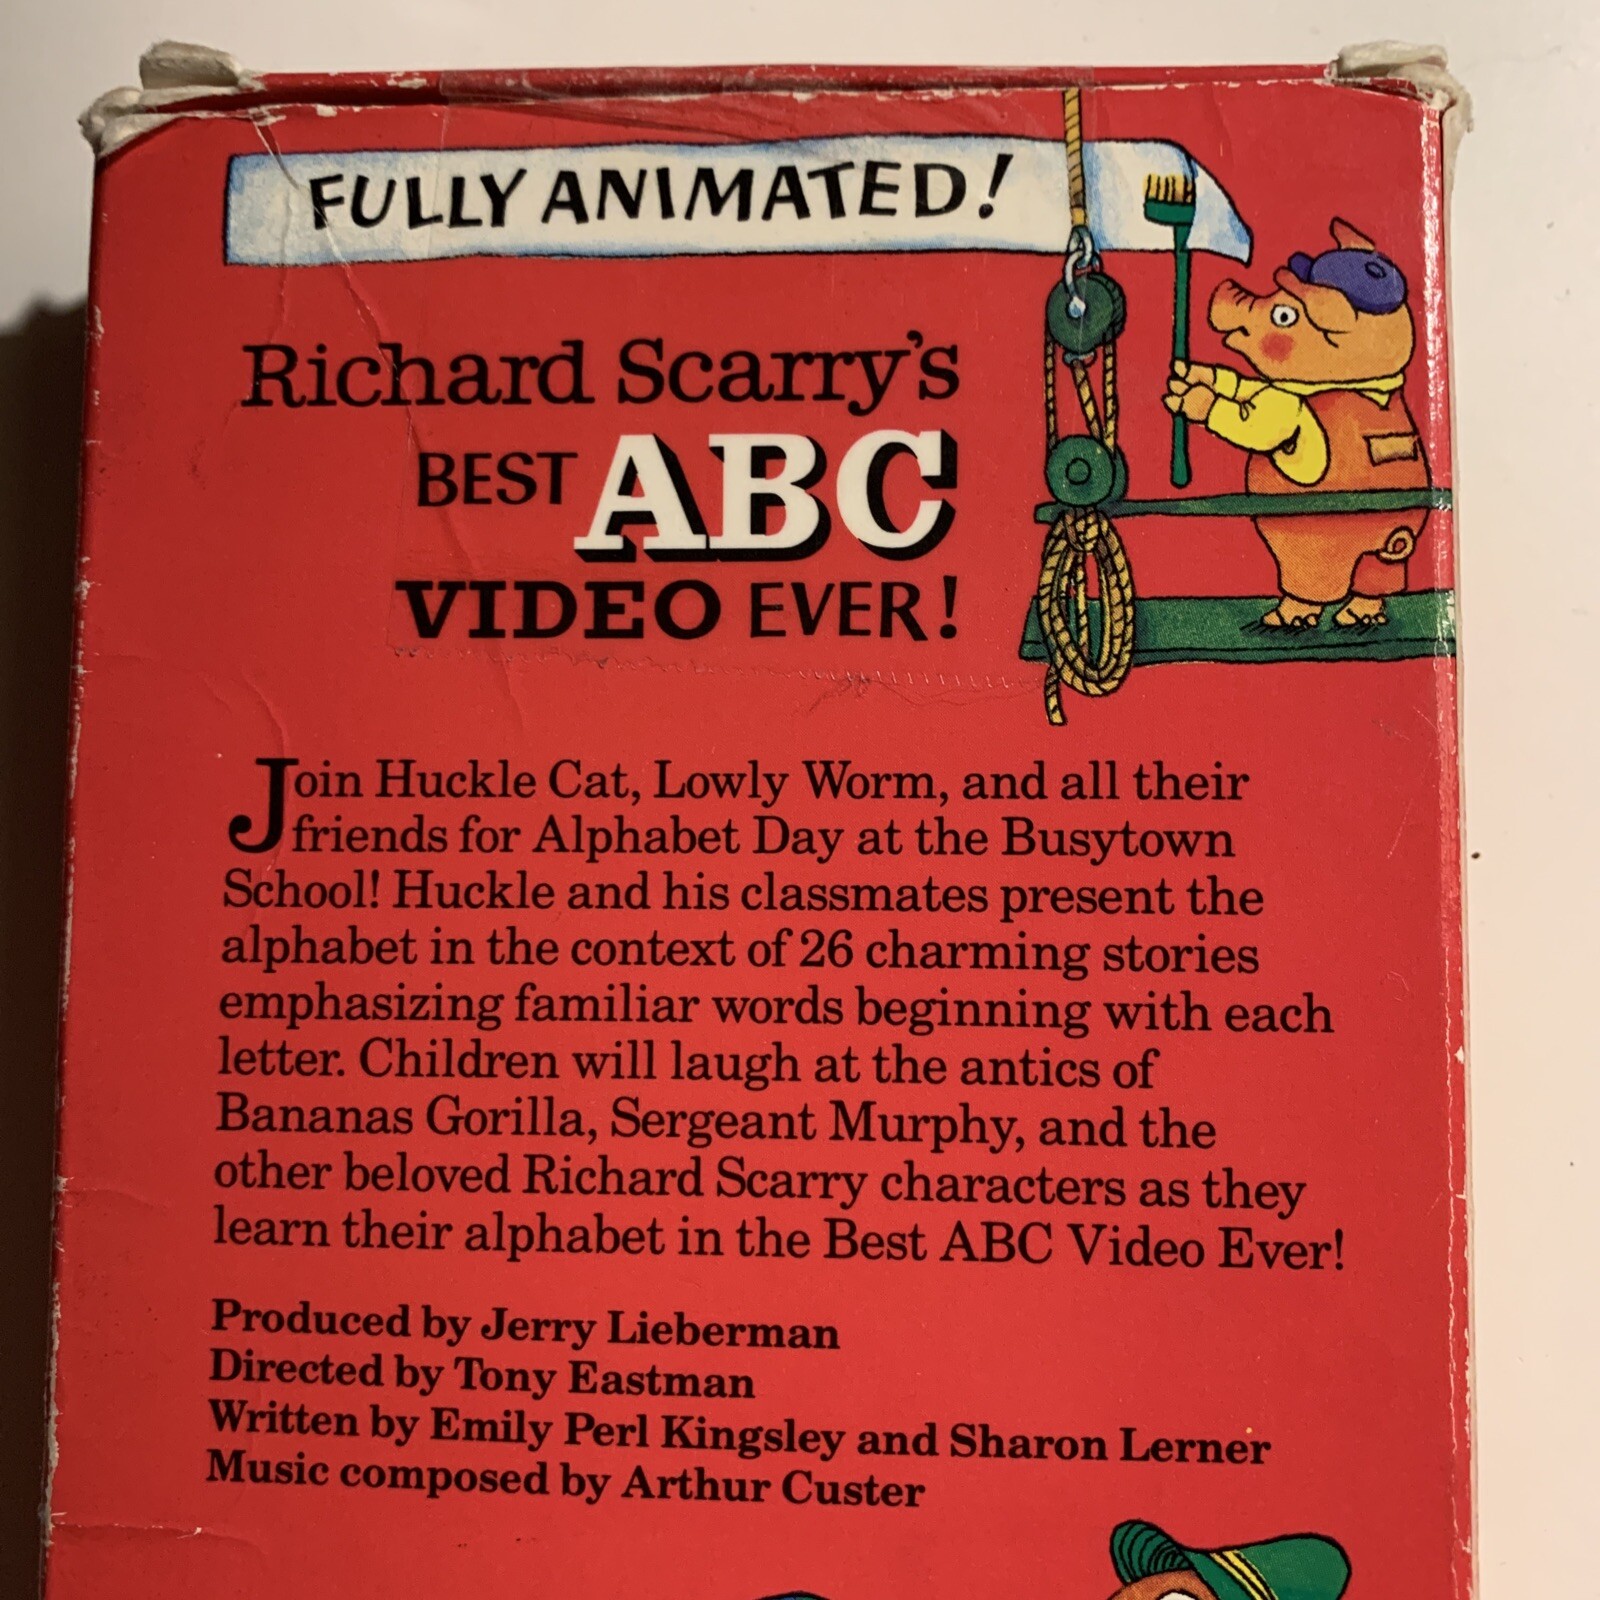 FULLY ANIMATED!
Richard Scarry's
BEST ABC
VIDEO EVER!
Join Huckle Cat, Lowly Worm, and all their
friends for Alphabet Day at the Busytown
School! Huckle and his classmates present the
alphabet in the context of 26 charming stories
emphasizing familiar words beginning with each
letter. Children will laugh at the antics of
Bananas Gorilla, Sergeant Murphy, and the
other beloved Richard Scarry characters as they
learn their alphabet in the Best ABC Video Ever!
Produced by Jerry Lieberman
Directed by Tony Eastman
Written by Emily Perl Kingsley and Sharon Lerner
Music composed by Arthur Custer